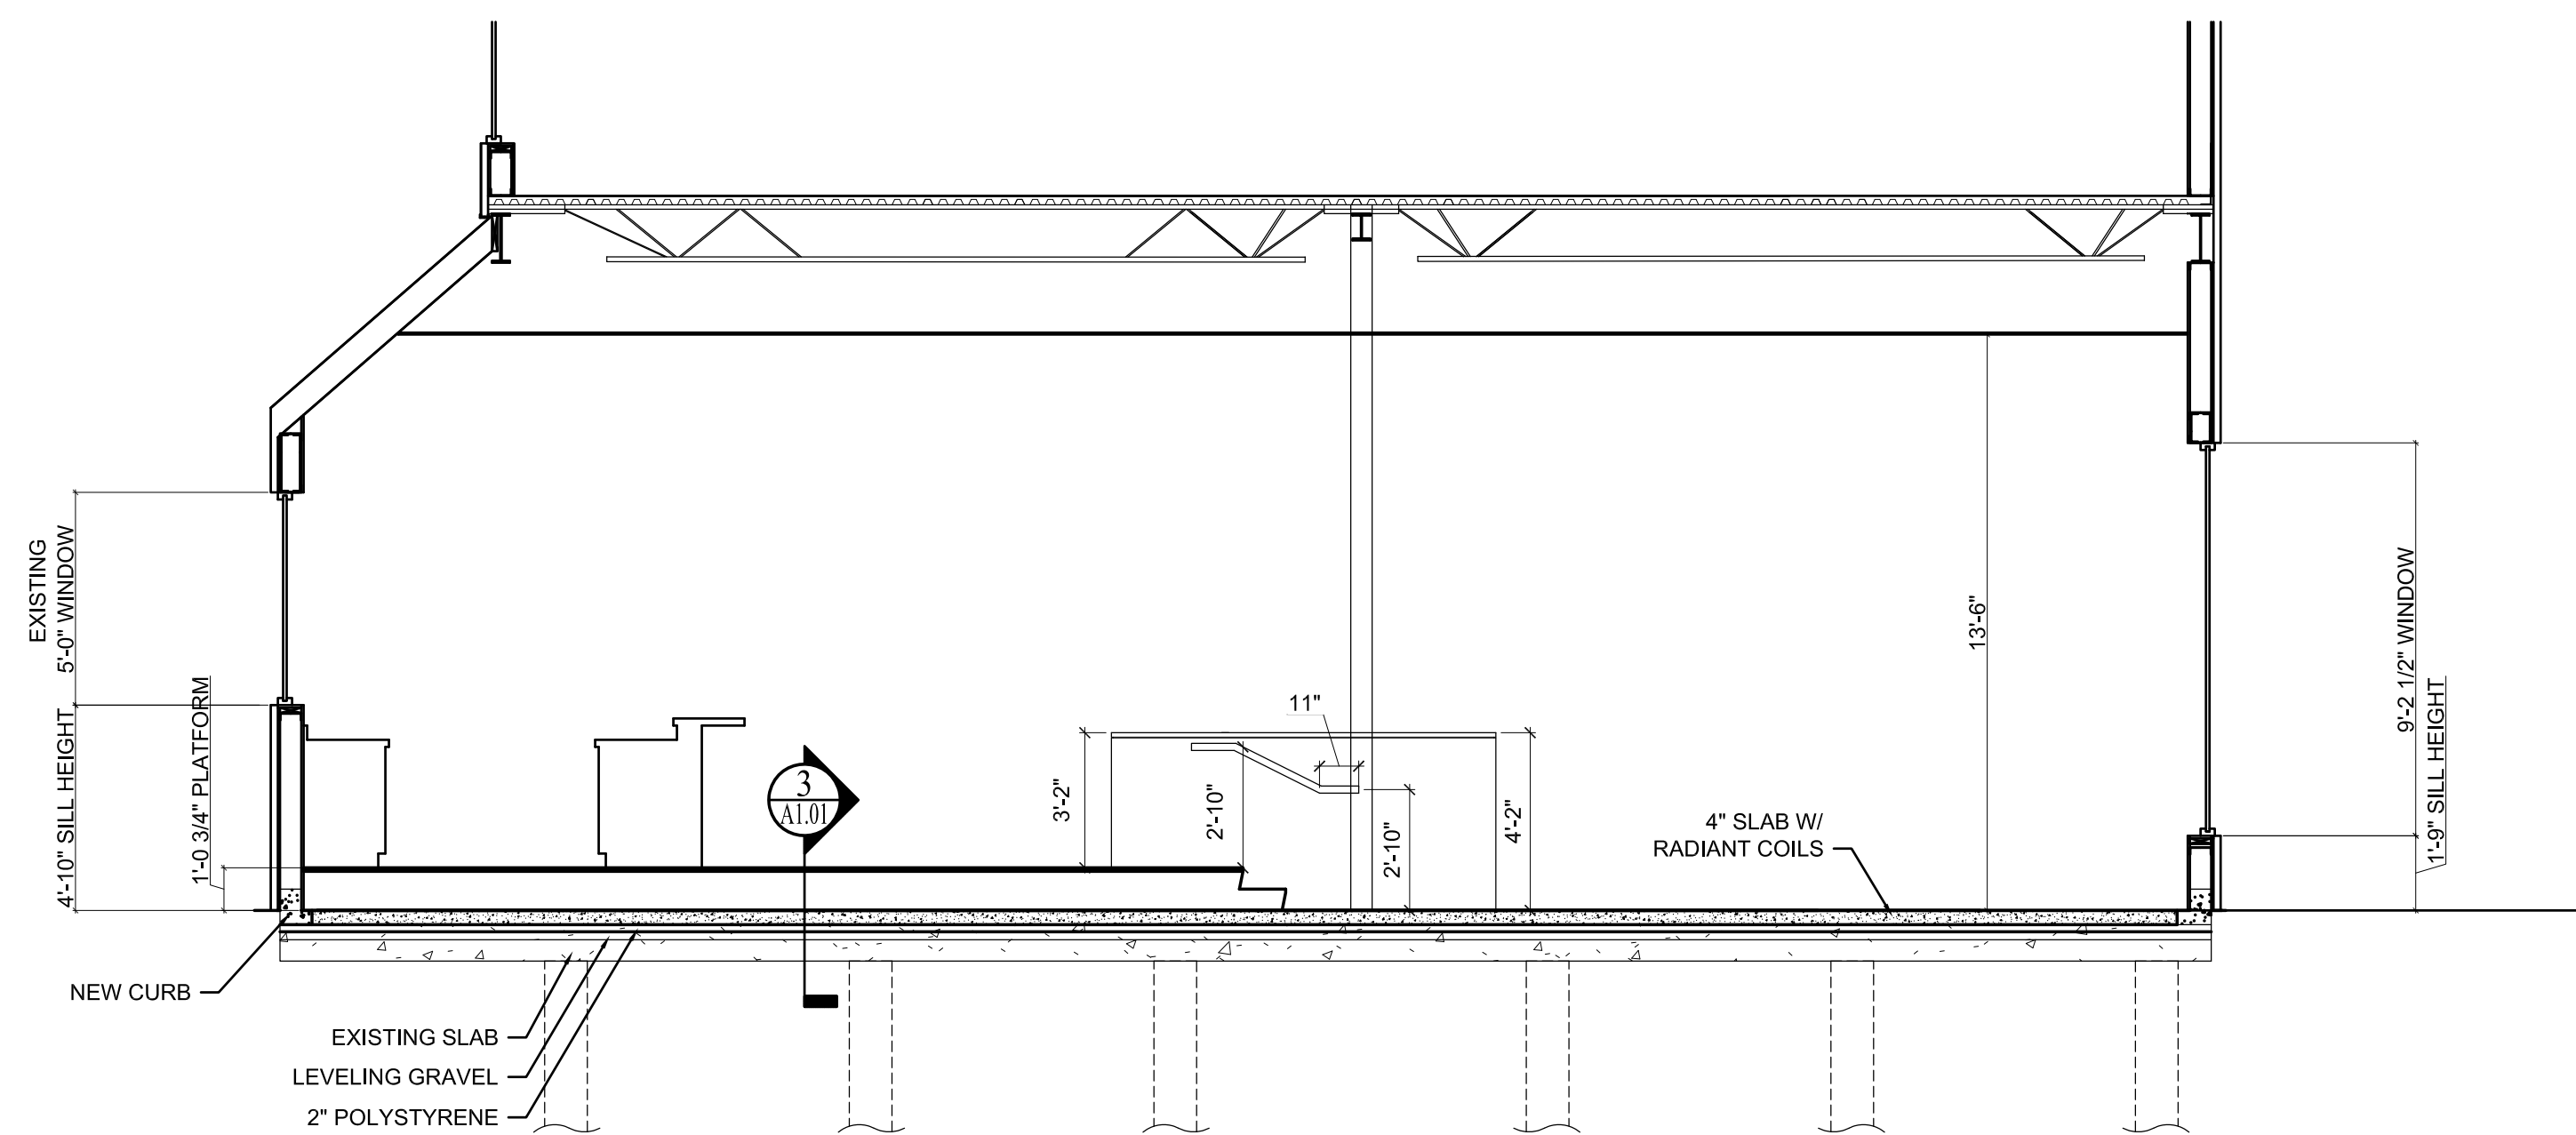 EXISTING
5'-0" WINDOW
4'-10" SILL HEIGHT
1'-0 3/4" PLATFORM
3
A1.01
3'-2"
2'-10"
11"
2'-10"
4'-2"
4" SLAB W/
RADIANT COILS
13'-6"
9'-2 1/2" WINDOW
1'-9" SILL HEIGHT
NEW CURB
EXISTING SLAB
LEVELING GRAVEL
2" POLYSTYRENE